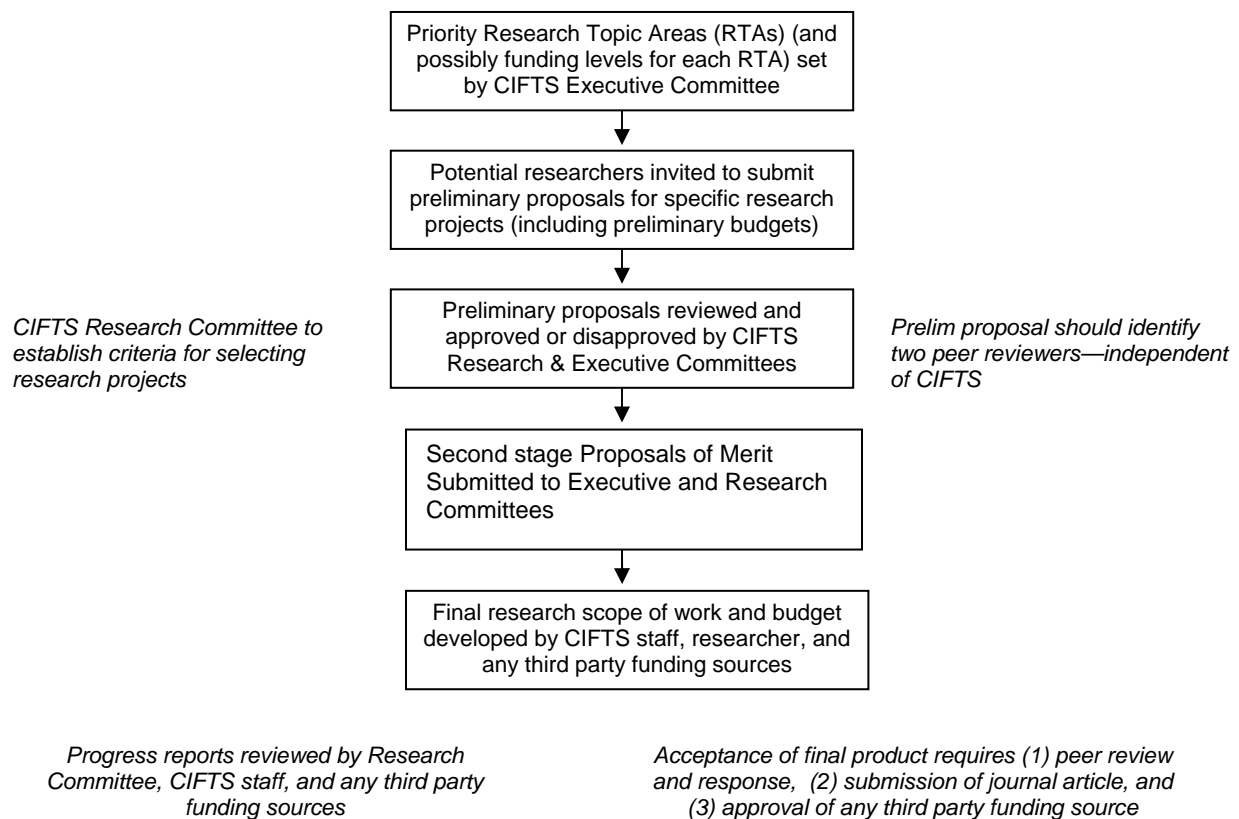 Priority Research Topic Areas (RTAs) (and
possibly funding levels for each RTA) set
by CIFTS Executive Committee
Potential researchers invited to submit
preliminary proposals for specific research
projects (including preliminary budgets)
CIFTS Research Committee to
establish criteria for selecting
research projects
Preliminary proposals reviewed and
approved or disapproved by CIFTS
Research & Executive Committees
Prelim proposal should identify
two peer reviewers—independent
of CIFTS
Second stage Proposals of Merit
Submitted to Executive and Research
Committees
Final research scope of work and budget
developed by CIFTS staff, researcher, and
any third party funding sources
Progress reports reviewed by Research
Committee, CIFTS staff, and any third party
funding sources
Acceptance of final product requires (1) peer review
and response, (2) submission of journal article, and
(3) approval of any third party funding source